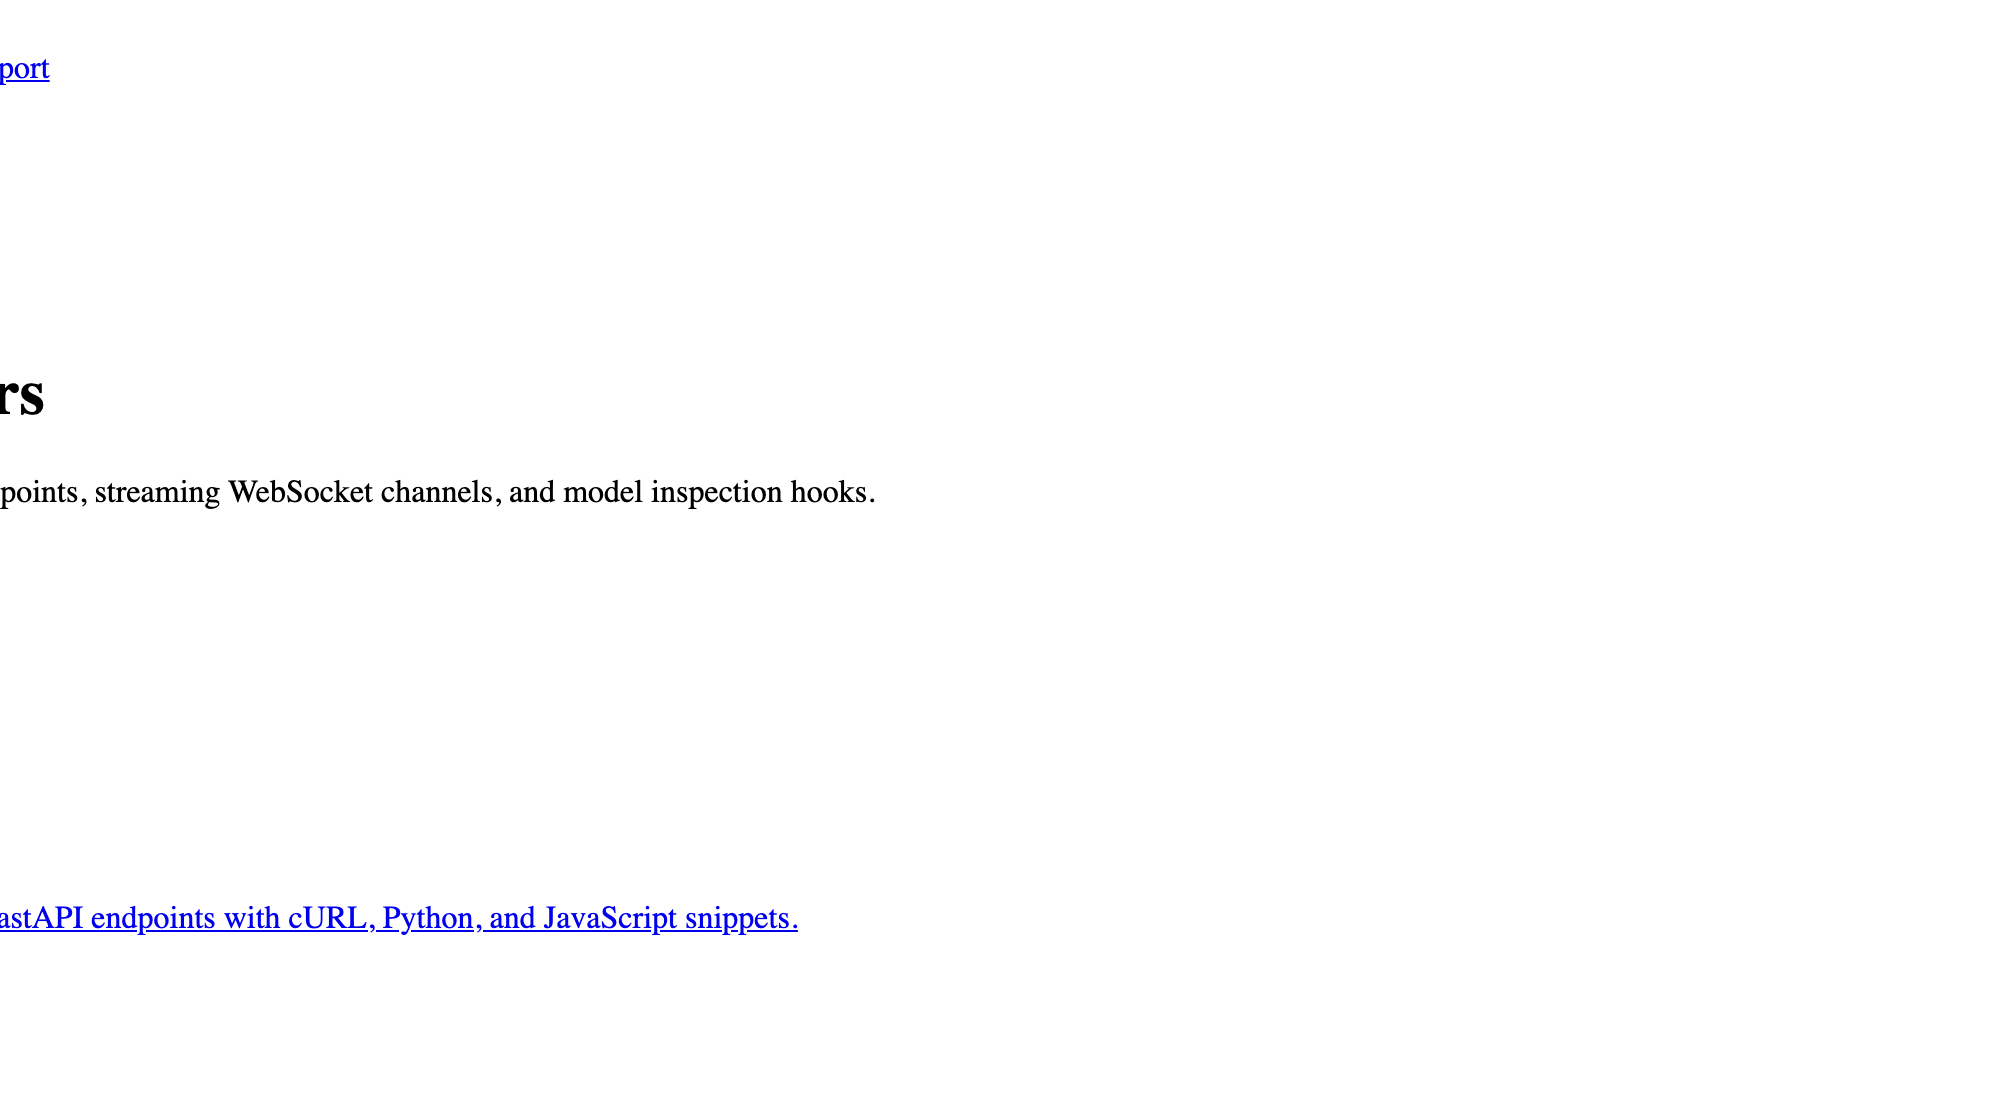 port
rs
points, streaming WebSocket channels, and model inspection hooks.
astAPI endpoints with cURL, Python, and JavaScript snippets.